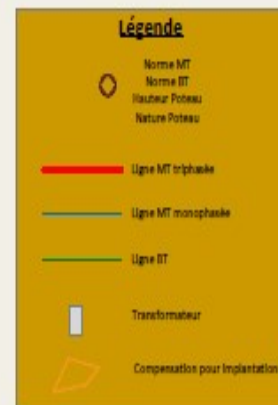 Légende
Norme MT
Norme BT
Hauteur Poteau
Nature Poteau
Ligne MT triphasée
Ligne MT monophasée
Ligne BT
Transformateur
Compensation pour implantation